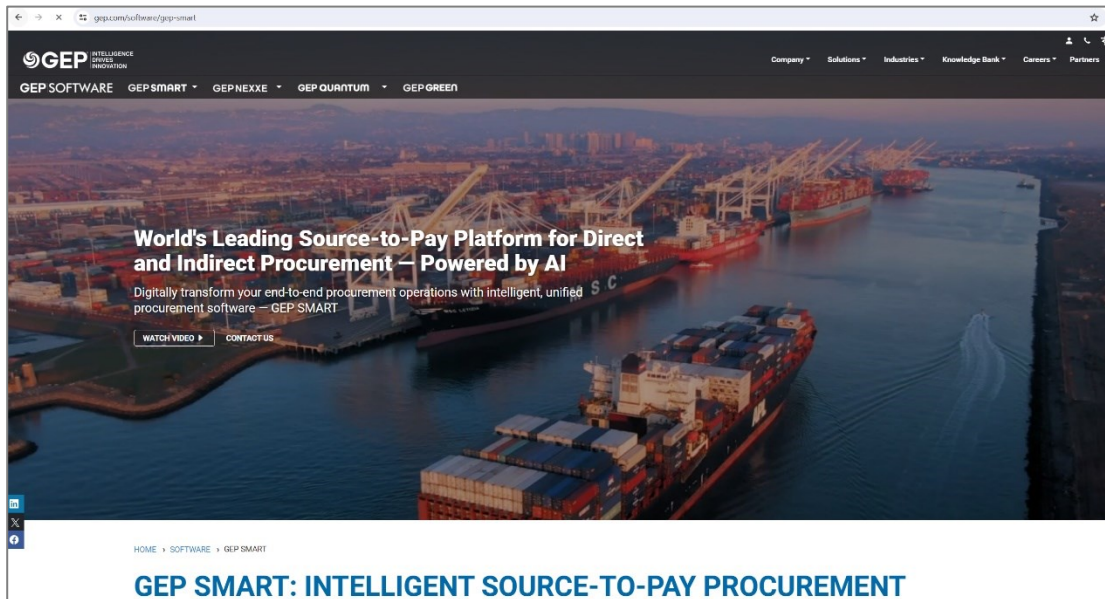 gep.com/software/gep-smart
GEP
INTELLIGENCE
DRIVES
INNOVATION
Company
Solutions
Industries
Knowledge Bank
Careers
Partners
GEP SOFTWARE
GEP SMART
GEP NEXXE
GEP QUANTUM
GEP GREEN
World's Leading Source-to-Pay Platform for Direct
and Indirect Procurement — Powered by AI
Digitally transform your end-to-end procurement operations with intelligent, unified
procurement software — GEP SMART
WATCH VIDEO
CONTACT US
S C
APL
in
X
f
HOME › SOFTWARE › GEP SMART
GEP SMART: INTELLIGENT SOURCE-TO-PAY PROCUREMENT